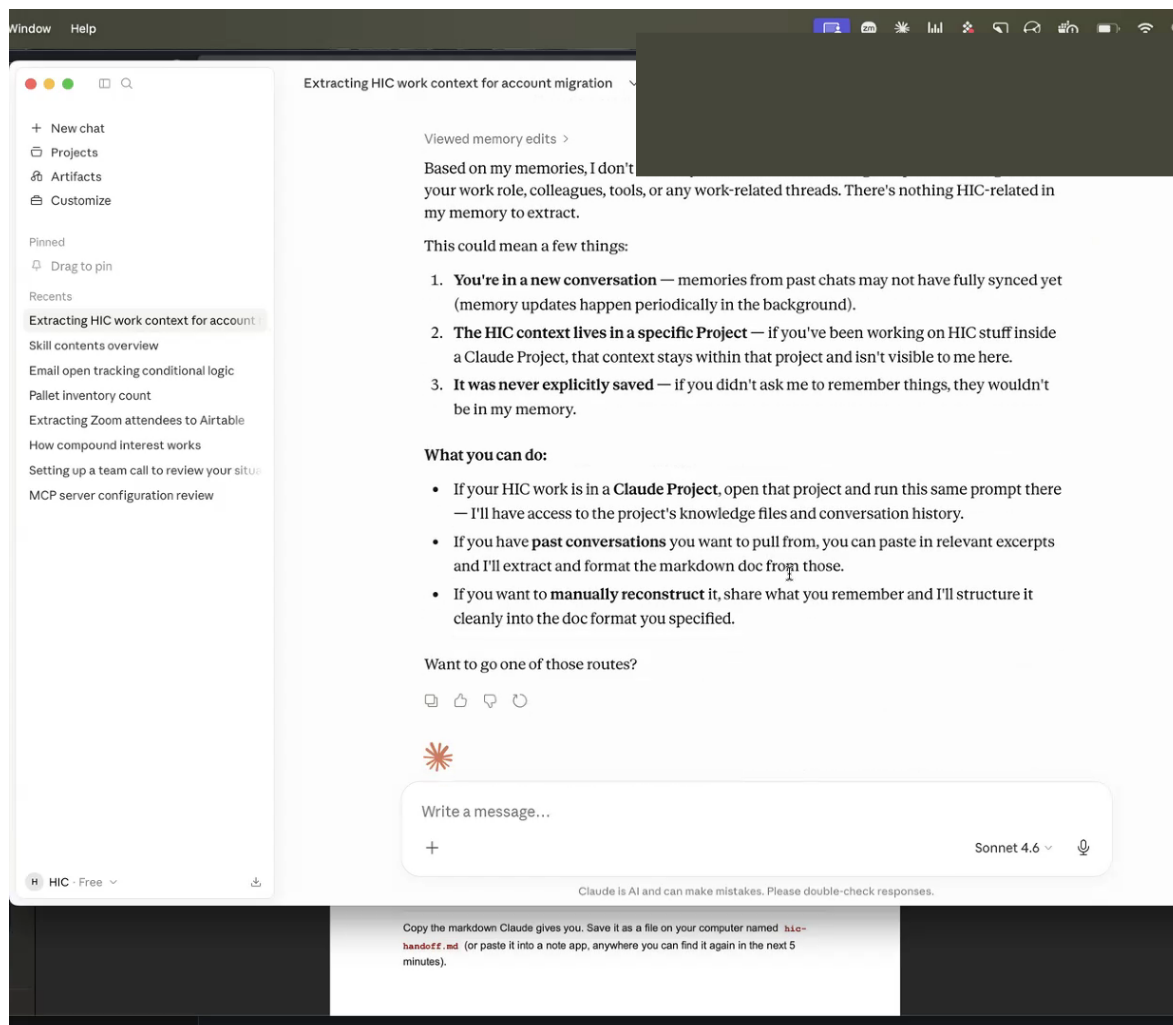 Window Help
zm
Extracting HIC work context for account migration
+ New chat
Projects
Artifacts
Customize
Pinned
Drag to pin
Recents
Extracting HIC work context for account
Skill contents overview
Email open tracking conditional logic
Pallet inventory count
Extracting Zoom attendees to Airtable
How compound interest works
Setting up a team call to review your situa
MCP server configuration review
H HIC · Free
Viewed memory edits >
Based on my memories, I don't
your work role, colleagues, tools, or any work-related threads. There's nothing HIC-related in
my memory to extract.
This could mean a few things:
1. You're in a new conversation — memories from past chats may not have fully synced yet
(memory updates happen periodically in the background).
2. The HIC context lives in a specific Project — if you've been working on HIC stuff inside
a Claude Project, that context stays within that project and isn't visible to me here.
3. It was never explicitly saved — if you didn't ask me to remember things, they wouldn't
be in my memory.
What you can do:
• If your HIC work is in a Claude Project, open that project and run this same prompt there
— I'll have access to the project's knowledge files and conversation history.
• If you have past conversations you want to pull from, you can paste in relevant excerpts
and I'll extract and format the markdown doc from those.
• If you want to manually reconstruct it, share what you remember and I'll structure it
cleanly into the doc format you specified.
Want to go one of those routes?
Write a message...
+
Sonnet 4.6
Claude is AI and can make mistakes. Please double-check responses.
Copy the markdown Claude gives you. Save it as a file on your computer named hic-
handoff.md (or paste it into a note app, anywhere you can find it again in the next 5
minutes).